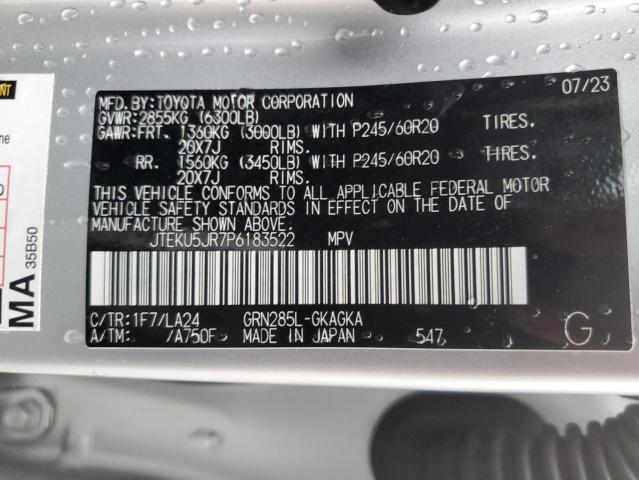 MFD.BY:TOYOTA MOTOR CORPORATION 07/23
GVWR:2855KG (6300LB)
GAWR:FRT. 1360KG (3000LB) WITH P245/60R20 TIRES.
20X7J RIMS.
RR. 1560KG (3450LB) WITH P245/60R20 TIRES.
20X7J RIMS.
THIS VEHICLE CONFORMS TO ALL APPLICABLE FEDERAL MOTOR
VEHICLE SAFETY STANDARDS IN EFFECT ON THE DATE OF
MANUFACTURE SHOWN ABOVE.
JTEKU5JR7P6183522 MPV
C/TR:1F7/LA24 GRN285L-GKAGKA
A/TM: /A750F MADE IN JAPAN 547 G
MA
35B50